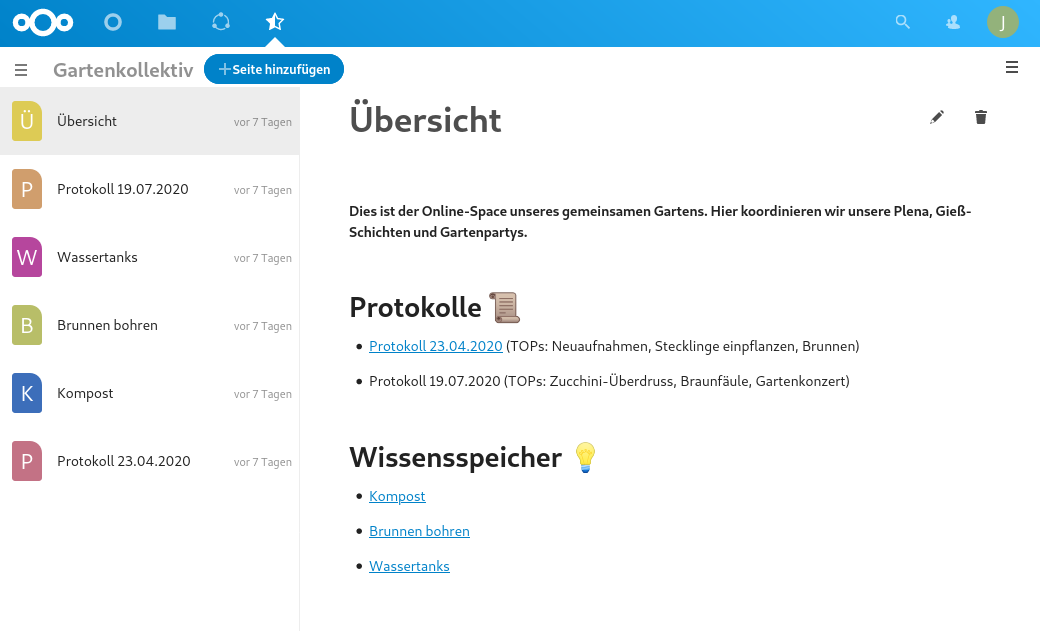 J
Gartenkollektiv
Seite hinzufügen
Ü Übersicht vor 7 Tagen
P Protokoll 19.07.2020 vor 7 Tagen
W Wassertanks vor 7 Tagen
B Brunnen bohren vor 7 Tagen
K Kompost vor 7 Tagen
P Protokoll 23.04.2020 vor 7 Tagen
Übersicht
Dies ist der Online-Space unseres gemeinsamen Gartens. Hier koordinieren wir unsere Plena, Gieß-
Schichten und Gartenpartys.
Protokolle 📜
• Protokoll 23.04.2020 (TOPs: Neuaufnahmen, Stecklinge einpflanzen, Brunnen)
• Protokoll 19.07.2020 (TOPs: Zucchini-Überdruss, Braunfäule, Gartenkonzert)
Wissensspeicher 💡
• Kompost
• Brunnen bohren
• Wassertanks